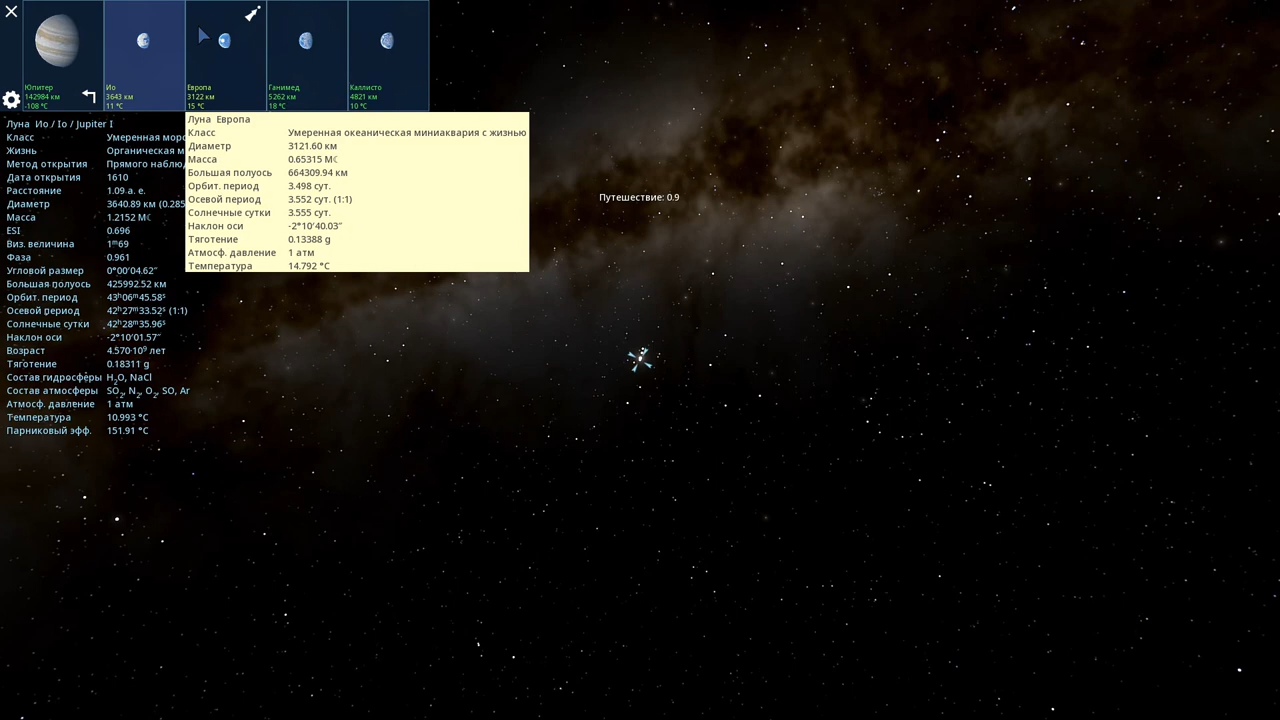 Юпитер
142984 км
-108 °C
Ио
3643 км
11 °C
Европа
3122 км
15 °C
Ганимед
5262 км
18 °C
Каллисто
4821 км
10 °C
Луна Ио / Io / Jupiter I
Класс Умеренная морс
Жизнь Органическая м
Метод открытия Прямого наблю
Дата открытия 1610
Расстояние 1.09 а. е.
Диаметр 3640.89 км (0.285
Масса 1.2152 M☾
ESI 0.696
Виз. величина 1ᵐ69
Фаза 0.961
Угловой размер 0°00′04.62″
Большая полуось 425992.52 км
Орбит. период 43ʰ06ᵐ45.58ˢ
Осевой период 42ʰ27ᵐ33.52ˢ (1:1)
Солнечные сутки 42ʰ28ᵐ35.96ˢ
Наклон оси -2°10′01.57″
Возраст 4.570·10⁹ лет
Тяготение 0.18311 g
Состав гидросферы H₂O, NaCl
Состав атмосферы SO₂, N₂, O₂, SO, Ar
Атмосф. давление 1 атм
Температура 10.993 °C
Парниковый эфф. 151.91 °C
Луна Европа
Класс Умеренная океаническая миниаквария с жизнью
Диаметр 3121.60 км
Масса 0.65315 M☾
Большая полуось 664309.94 км
Орбит. период 3.498 сут.
Осевой период 3.552 сут. (1:1)
Солнечные сутки 3.555 сут.
Наклон оси -2°10′40.03″
Тяготение 0.13388 g
Атмосф. давление 1 атм
Температура 14.792 °C
Путешествие: 0.9